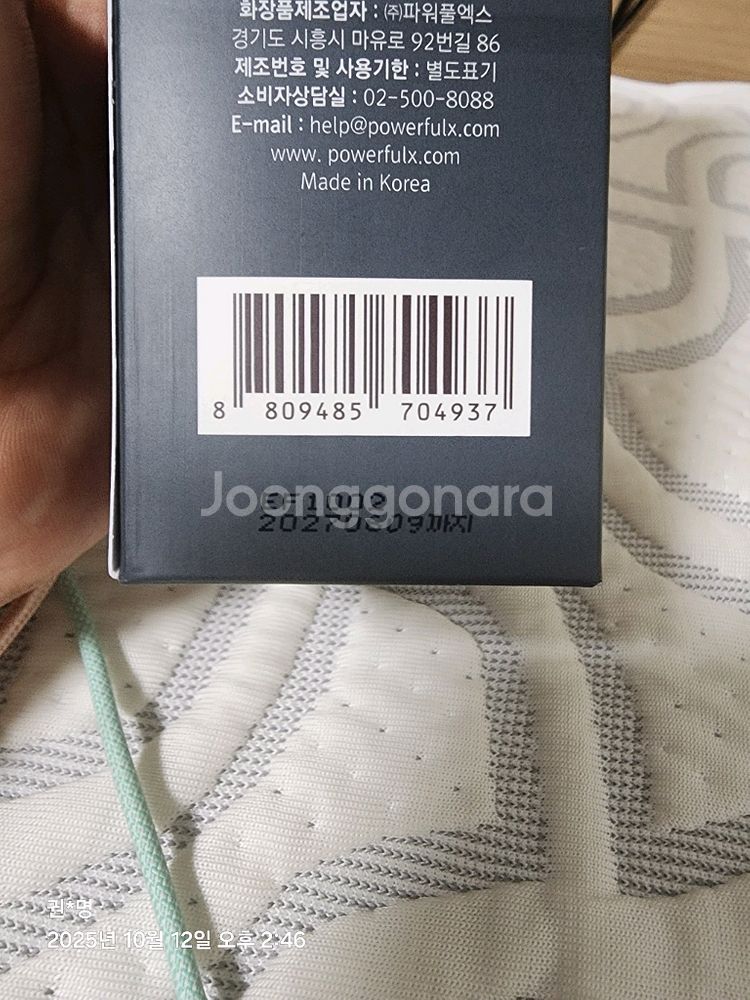 화장품제조업자 : ㈜파워풀엑스
경기도 시흥시 마유로 92번길 86
제조번호 및 사용기한 : 별도표기
소비자상담실 : 02-500-8088
E-mail : help@powerfulx.com
www. powerfulx.com
Made in Korea
8 809485 704937
Joonggonara
까지
권*명
2025년 10월 12일 오후 2:46